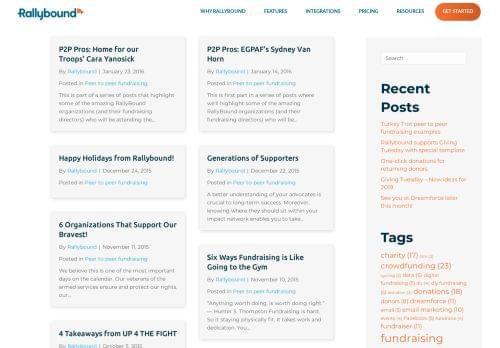 Rallybound
WHY RALLYBOUND
FEATURES
INTEGRATIONS
PRICING
RESOURCES
GET STARTED
P2P Pros: Home for our
Troops' Cara Yanosick
By Rallybound | January 23, 2016
Posted in Peer to peer fundraising
This is part of a series of posts that highlight
some of the amazing RallyBound
organizations (and their fundraising
directors) who will be attending the...
Happy Holidays from Rallybound!
By Rallybound | December 24, 2015
Posted in Peer to peer fundraising
6 Organizations That Support Our
Bravest!
By Rallybound | November 11, 2015
Posted in Peer to peer fundraising
We believe this is one of the most important
days on the calendar. Our veterans of the
armed services ensure and protect our rights,
our...
4 Takeaways from UP 4 THE FIGHT
By Rallybound | October 5, 2015
P2P Pros: EGPAF's Sydney Van
Horn
By Rallybound | January 14, 2016
Posted in Peer to peer fundraising
This is first part in a series of posts where
we'll highlight some of the amazing
RallyBound organizations (and their
fundraising directors) who will be...
Generations of Supporters
By Rallybound | December 22, 2015
Posted in Peer to peer fundraising
A better understanding of your advocates is
crucial to long-term success. Moreover,
knowing where they should sit within your
impact network enables you to take...
Six Ways Fundraising is Like
Going to the Gym
By Rallybound | November 10, 2015
Posted in Peer to peer fundraising
"Anything worth doing, is worth doing right."
— Hunter S. Thompson Fundraising is hard.
So it staying physically fit. It takes work and
dedication. You...
Search
Recent
Posts
Turkey Trot peer to peer
fundraising examples
Rallybound supports Giving
Tuesday with special template
One-click donations for
returning donors
Giving Tuesday – New ideas for
2019
See you at Dreamforce later
this month!
Tags
charity (17)
crowdfunding (23)
cycling (2) data (5) digital
fundraising (5) diy (4) diy fundraising
(5) donation (3) donations (18)
donors (8) dreamforce (11)
email (5) email marketing (10)
events (4) Facebook (5) fundraise (4)
fundraiser (11)
fundraising